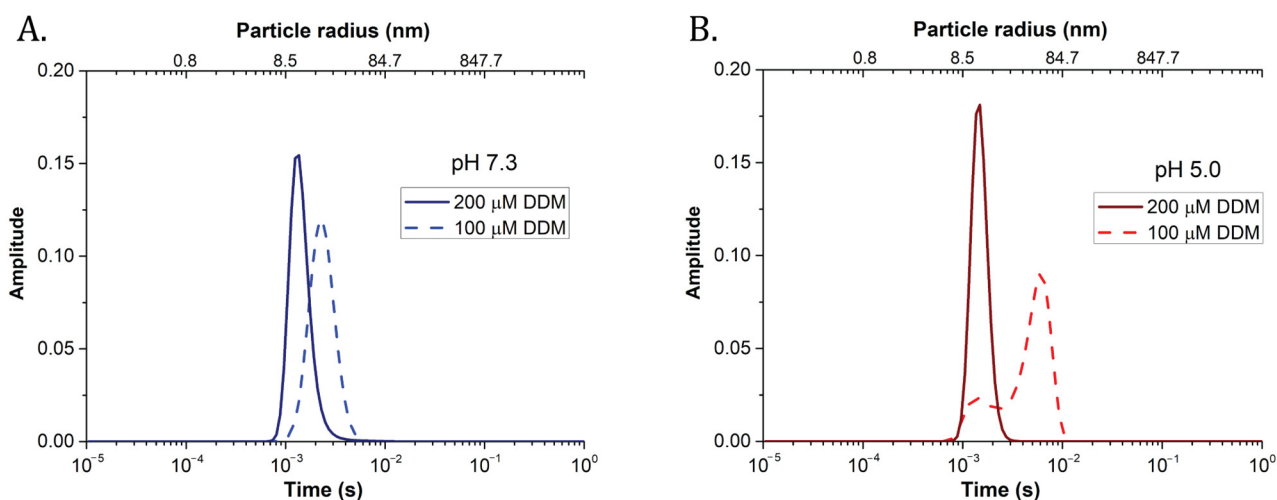 A.
Particle radius (nm)
0.8 8.5 84.7 847.7
0.20
0.15
0.10
0.05
0.00
Amplitude
pH 7.3
200 μM DDM
100 μM DDM
10⁻⁵ 10⁻⁴ 10⁻³ 10⁻² 10⁻¹ 10⁰
Time (s)
B.
Particle radius (nm)
0.8 8.5 84.7 847.7
0.20
0.15
0.10
0.05
0.00
Amplitude
pH 5.0
200 μM DDM
100 μM DDM
10⁻⁵ 10⁻⁴ 10⁻³ 10⁻² 10⁻¹ 10⁰
Time (s)